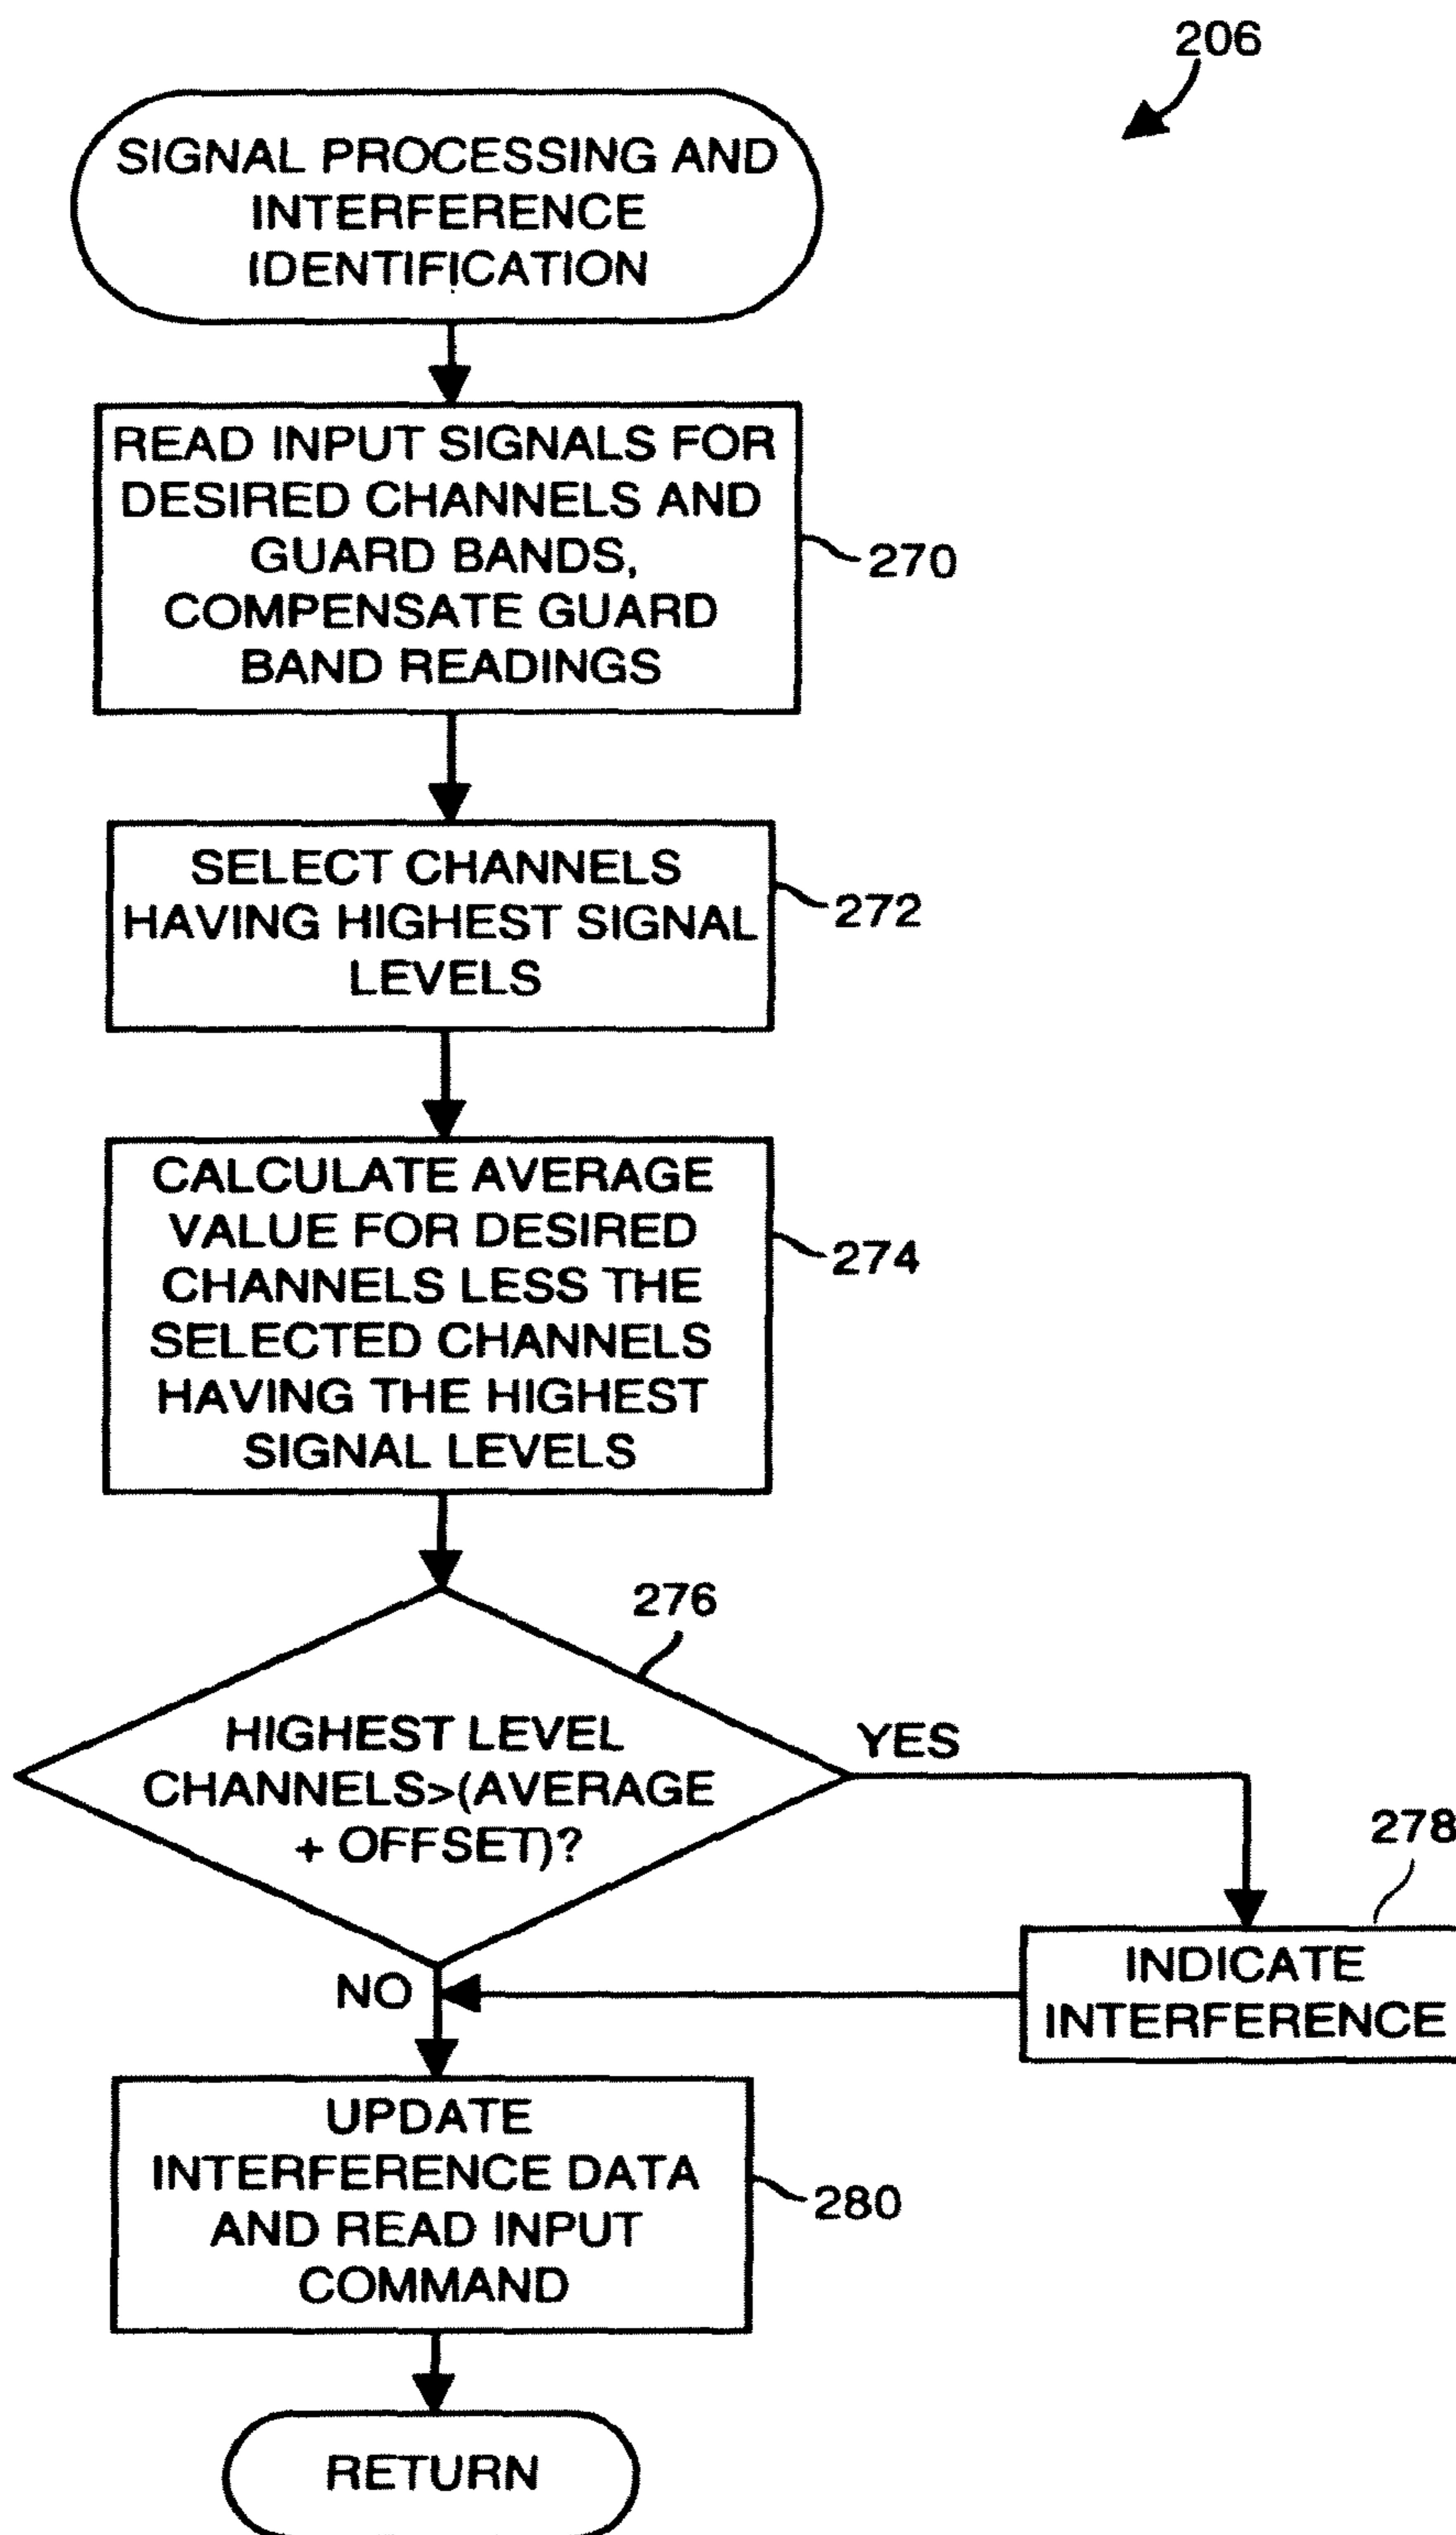 206
SIGNAL PROCESSING AND
INTERFERENCE
IDENTIFICATION
READ INPUT SIGNALS FOR
DESIRED CHANNELS AND
GUARD BANDS,
COMPENSATE GUARD
BAND READINGS
270
SELECT CHANNELS
HAVING HIGHEST SIGNAL
LEVELS
272
CALCULATE AVERAGE
VALUE FOR DESIRED
CHANNELS LESS THE
SELECTED CHANNELS
HAVING THE HIGHEST
SIGNAL LEVELS
274
276
HIGHEST LEVEL
CHANNELS>(AVERAGE
+ OFFSET)?
YES
278
INDICATE
INTERFERENCE
NO
UPDATE
INTERFERENCE DATA
AND READ INPUT
COMMAND
280
RETURN